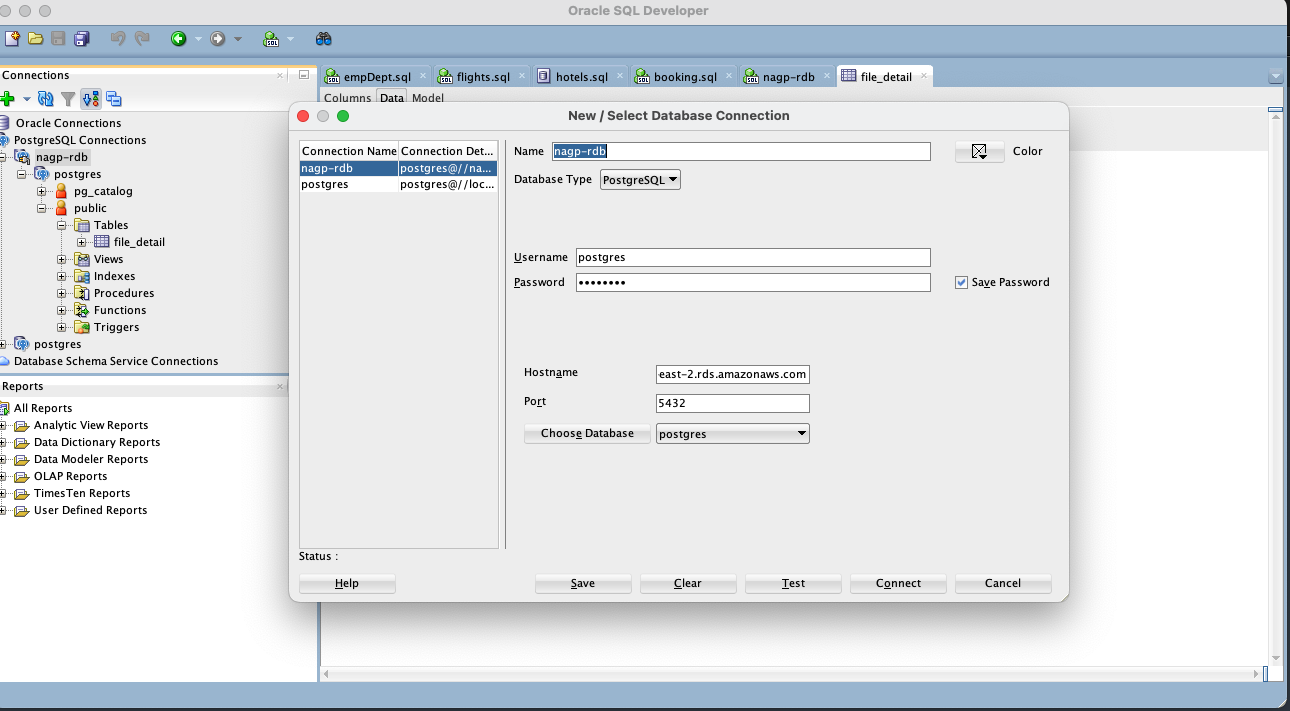 Oracle SQL Developer
Connections
empDept.sql
flights.sql
hotels.sql
booking.sql
nagp-rdb
file_detail
Columns Data Model
Oracle Connections
PostgreSQL Connections
nagp-rdb
postgres
pg_catalog
public
Tables
file_detail
Views
Indexes
Procedures
Functions
Triggers
postgres
Database Schema Service Connections
Reports
All Reports
Analytic View Reports
Data Dictionary Reports
Data Modeler Reports
OLAP Reports
TimesTen Reports
User Defined Reports
New / Select Database Connection
Connection Name Connection Det...
nagp-rdb postgres@//na...
postgres postgres@//loc...
Name nagp-rdb Color
Database Type PostgreSQL
Username postgres
Password •••••••• Save Password
Hostname east-2.rds.amazonaws.com
Port 5432
Choose Database postgres
Status :
Help Save Clear Test Connect Cancel